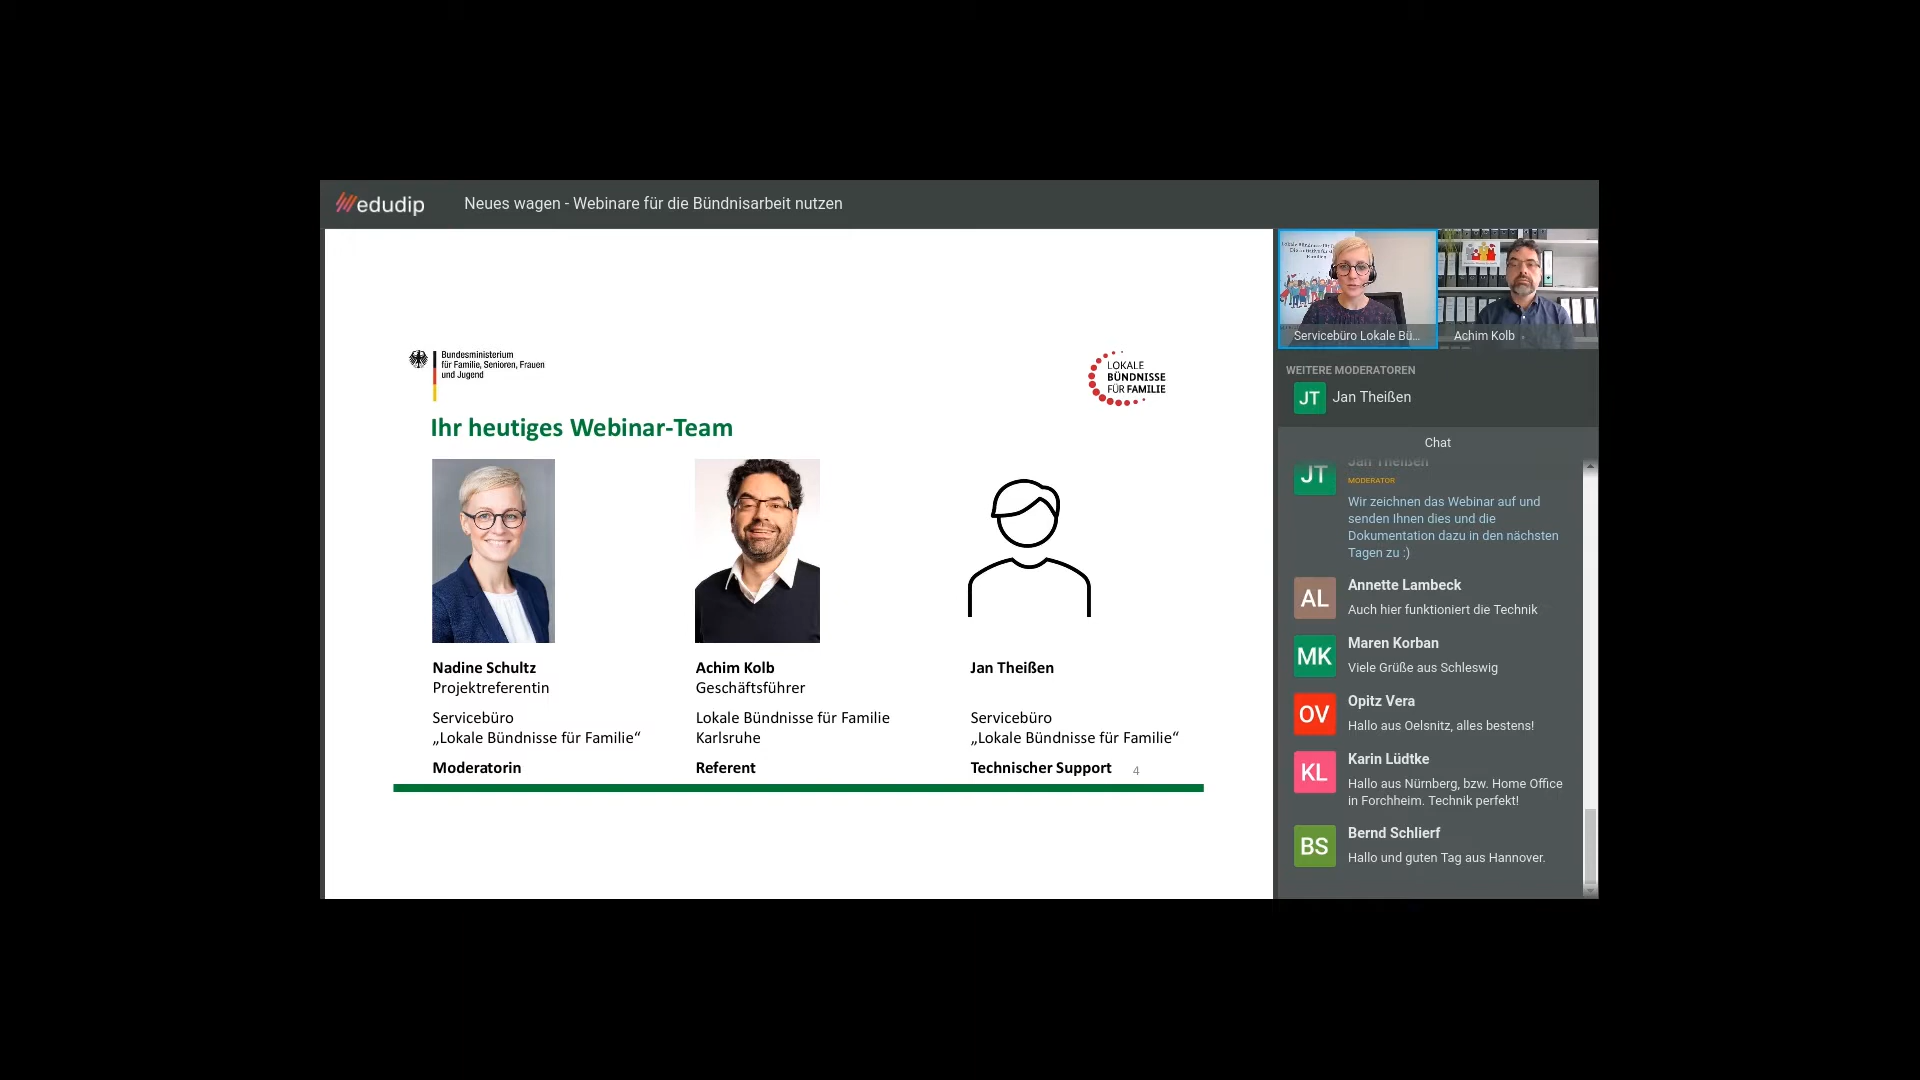 edudip
Neues wagen - Webinare für die Bündnisarbeit nutzen
Bundesministerium
für Familie, Senioren, Frauen
und Jugend
LOKALE
BÜNDNISSE
FÜR FAMILIE
Ihr heutiges Webinar-Team
Nadine Schultz
Projektreferentin
Servicebüro
„Lokale Bündnisse für Familie“
Moderatorin
Achim Kolb
Geschäftsführer
Lokale Bündnisse für Familie
Karlsruhe
Referent
Jan Theißen
Servicebüro
„Lokale Bündnisse für Familie“
Technischer Support
4
Servicebüro Lokale Bü...
Achim Kolb
WEITERE MODERATOREN
JT
Jan Theißen
Chat
JT
Jan Theißen
MODERATOR
Wir zeichnen das Webinar auf und
senden Ihnen dies und die
Dokumentation dazu in den nächsten
Tagen zu :)
AL
Annette Lambeck
Auch hier funktioniert die Technik
MK
Maren Korban
Viele Grüße aus Schleswig
OV
Opitz Vera
Hallo aus Oelsnitz, alles bestens!
KL
Karin Lüdtke
Hallo aus Nürnberg, bzw. Home Office
in Forchheim. Technik perfekt!
BS
Bernd Schlierf
Hallo und guten Tag aus Hannover.